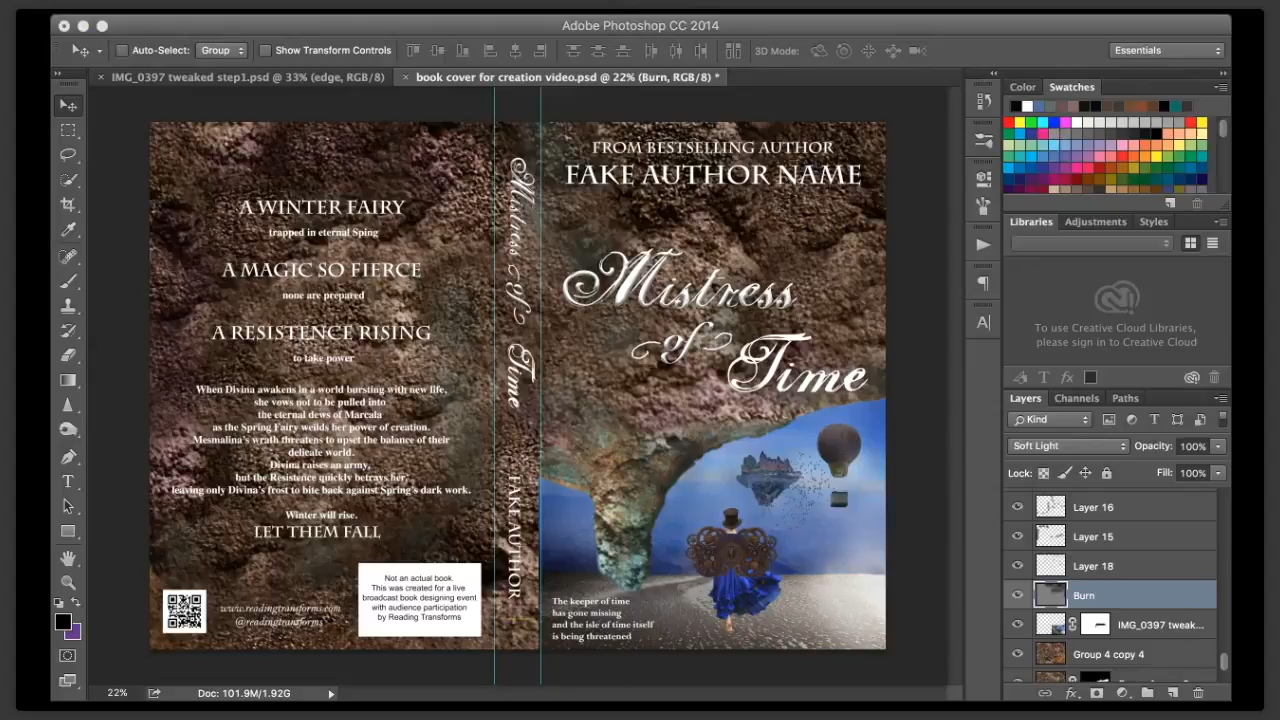 Adobe Photoshop CC 2014
Auto-Select: Group Show Transform Controls 3D Mode: Essentials
× IMG_0397 tweaked step1.psd @ 33% (edge, RGB/8) × book cover for creation video.psd @ 22% (Burn, RGB/8) *
Color Swatches
FROM BESTSELLING AUTHOR
FAKE AUTHOR NAME
Mistress
of
Time
The keeper of time
has gone missing
and the isle of time itself
is being threatened
Mistress of Time
FAKE AUTHOR
A WINTER FAIRY
trapped in eternal Sping
A MAGIC SO FIERCE
none are prepared
A RESISTENCE RISING
to take power
When Divina awakens in a world bursting with new life,
she vows not to be pulled into
the eternal dews of Marcala
as the Spring Fairy weilds her power of creation.
Mesmalina's wrath threatens to upset the balance of their
delicate world.
Divina raises an army,
but the Resistence quickly betrays her,
leaving only Divina's frost to bite back against Spring's dark work.
Winter will rise.
LET THEM FALL
www.readingtransforms.com
@readingtransforms
Not an actual book.
This was created for a live
broadcast book designing event
with audience participation
by Reading Transforms
Libraries Adjustments Styles
To use Creative Cloud Libraries,
please sign in to Creative Cloud
Layers Channels Paths
Kind
Soft Light Opacity: 100%
Lock: Fill: 100%
Layer 16
Layer 15
Layer 18
Burn
IMG_0397 tweak...
Group 4 copy 4
22% Doc: 101.9M/1.92G